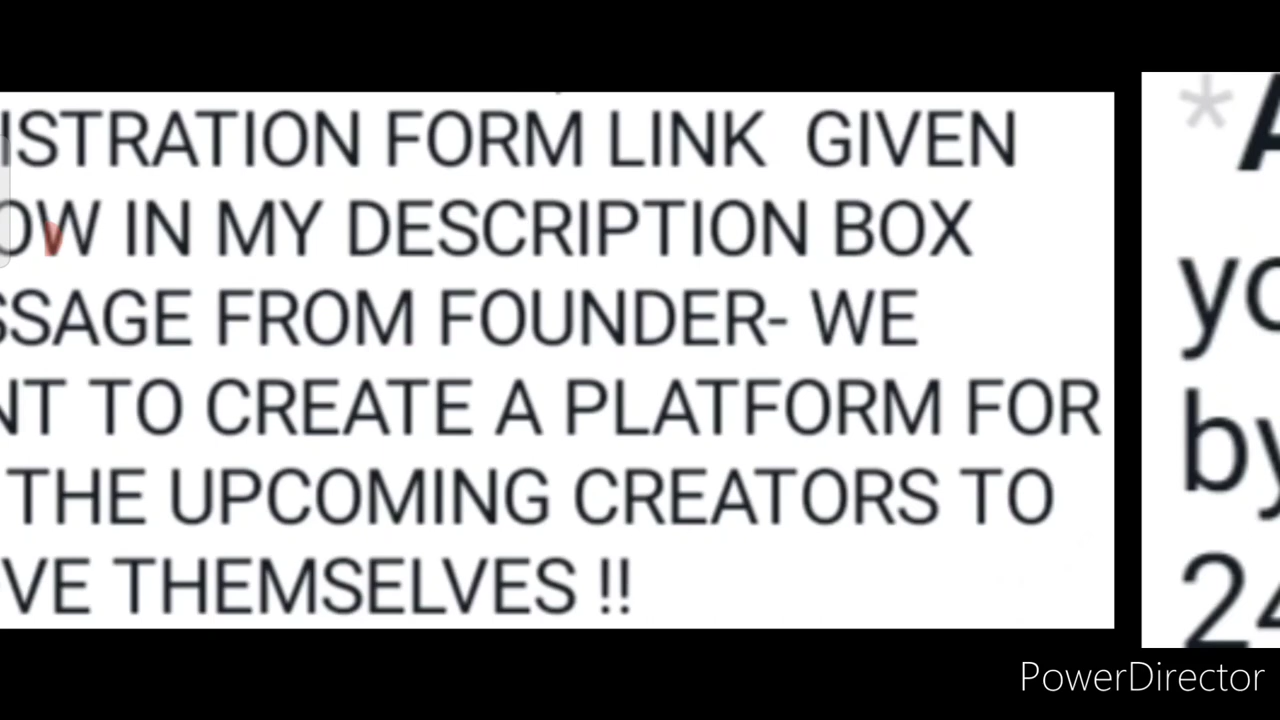 ISTRATION FORM LINK GIVEN
OW IN MY DESCRIPTION BOX
SSAGE FROM FOUNDER- WE
NT TO CREATE A PLATFORM FOR
THE UPCOMING CREATORS TO
OVE THEMSELVES !!
*A
yo
by
24
PowerDirector